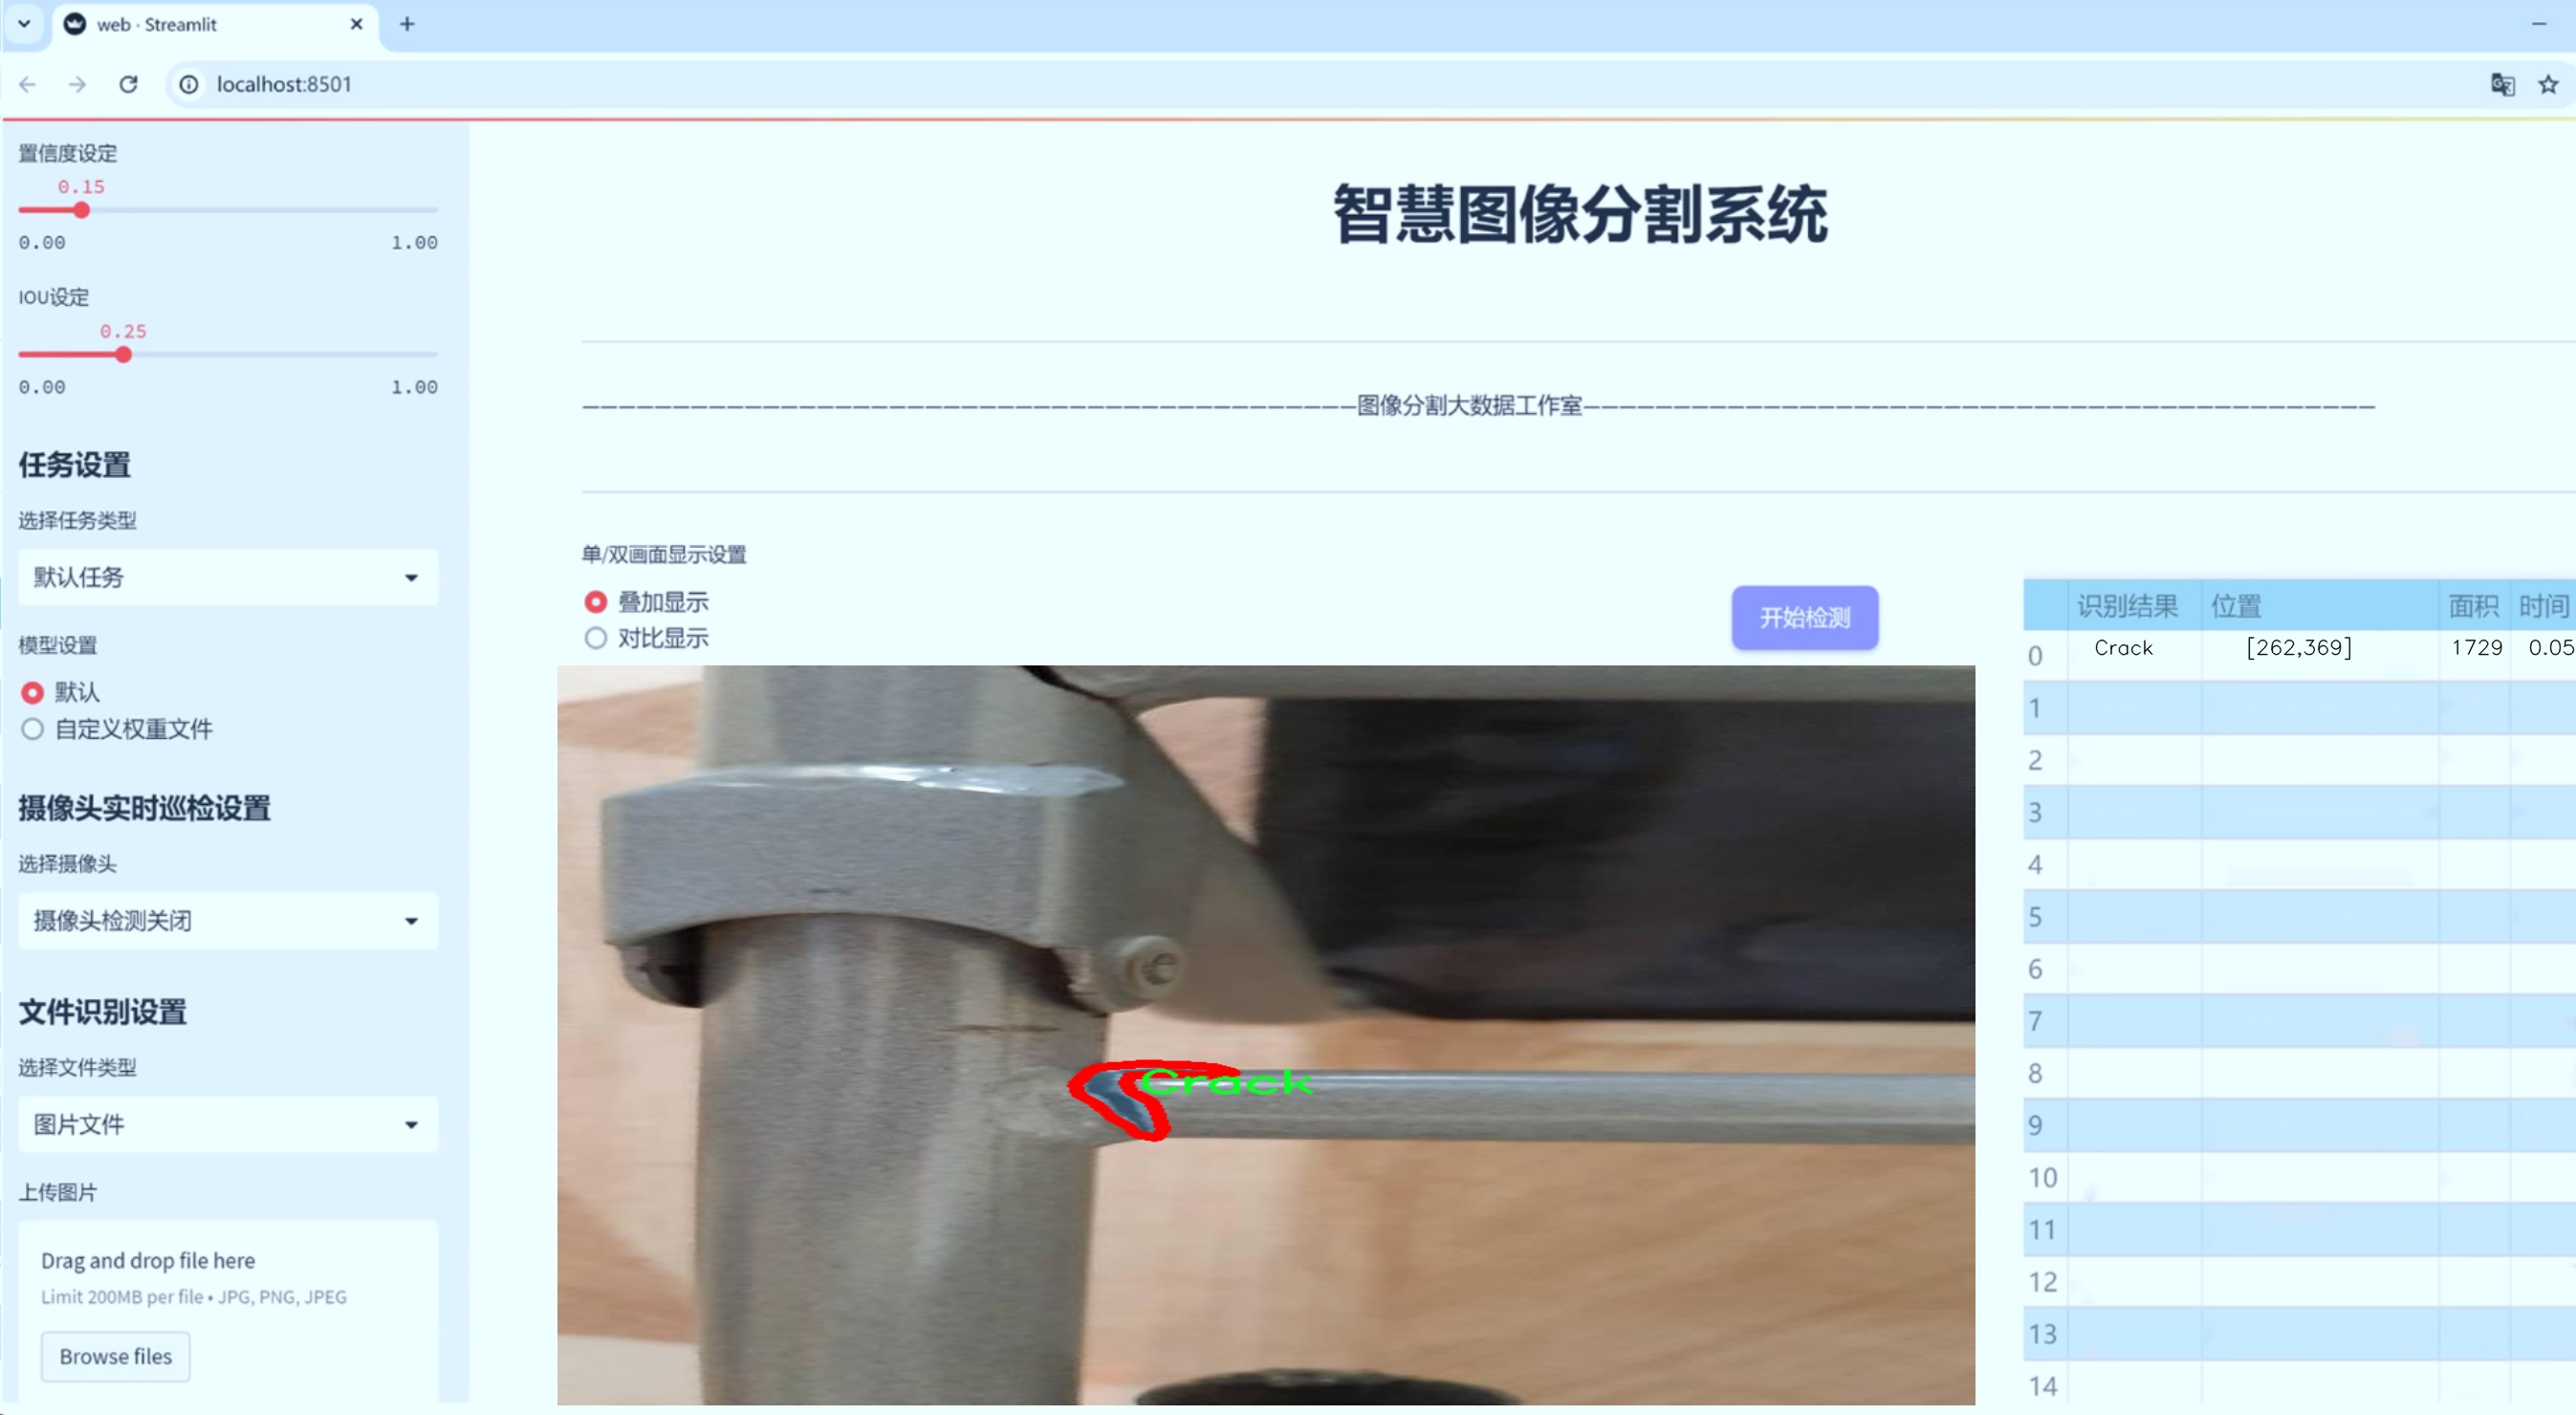 web · Streamlit
localhost:8501
置信度设定
0.15
0.00 1.00
IOU设定
0.25
0.00 1.00
任务设置
选择任务类型
默认任务
模型设置
默认
自定义权重文件
摄像头实时巡检设置
选择摄像头
摄像头检测关闭
文件识别设置
选择文件类型
图片文件
上传图片
Drag and drop file here
Limit 200MB per file • JPG, PNG, JPEG
Browse files
智慧图像分割系统
图像分割大数据工作室
单/双画面显示设置
叠加显示
对比显示
开始检测
Crack
识别结果 位置 面积 时间
0 Crack [262,369] 1729 0.05
1
2
3
4
5
6
7
8
9
10
11
12
13
14